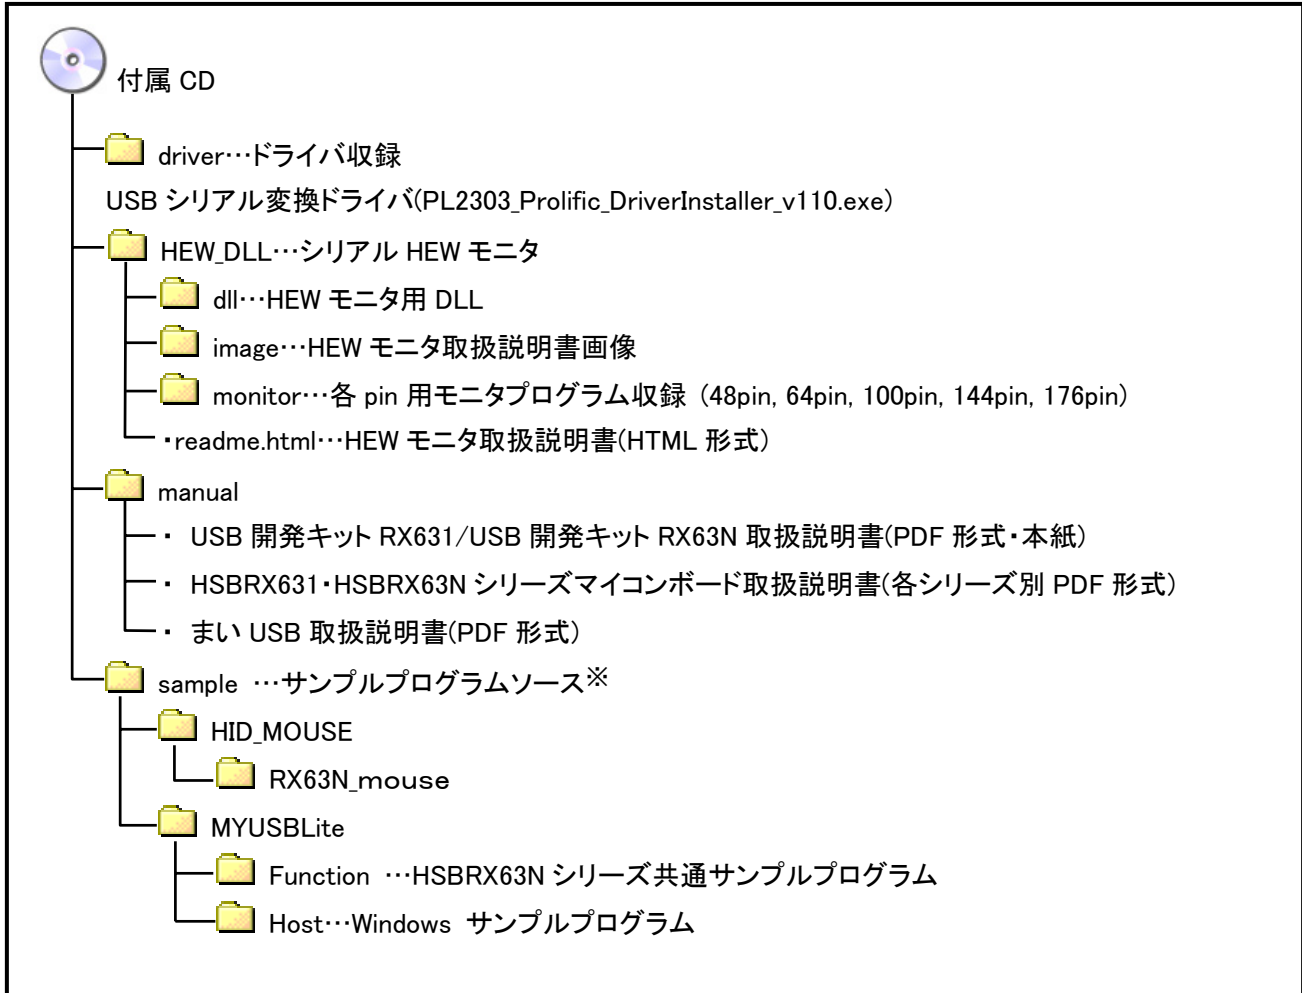 付属 CD
driver…ドライバ収録
USB シリアル変換ドライバ(PL2303_Prolific_DriverInstaller_v110.exe)
HEW_DLL…シリアル HEW モニタ
dll…HEW モニタ用 DLL
image…HEW モニタ取扱説明書画像
monitor…各 pin 用モニタプログラム収録 (48pin, 64pin, 100pin, 144pin, 176pin)
・readme.html…HEW モニタ取扱説明書(HTML 形式)
manual
・ USB 開発キット RX631/USB 開発キット RX63N 取扱説明書(PDF 形式・本紙)
・ HSBRX631・HSBRX63N シリーズマイコンボード取扱説明書(各シリーズ別 PDF 形式)
・ まい USB 取扱説明書(PDF 形式)
sample …サンプルプログラムソース※
HID_MOUSE
RX63N_mouse
MYUSBLite
Function …HSBRX63N シリーズ共通サンプルプログラム
Host…Windows サンプルプログラム